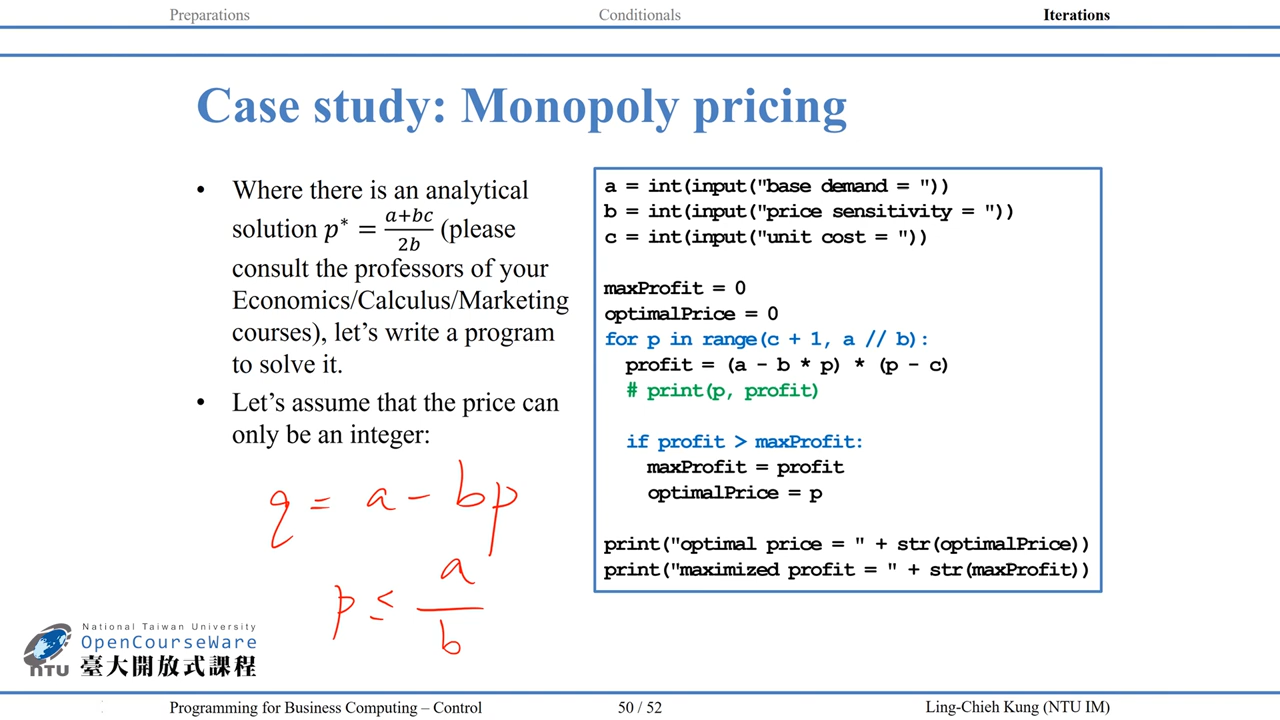 Preparations
Conditionals
Iterations
Case study: Monopoly pricing
• Where there is an analytical
solution p* = \frac{a+bc}{2b} (please
consult the professors of your
Economics/Calculus/Marketing
courses), let's write a program
to solve it.
• Let's assume that the price can
only be an integer:
q = a - bp
p ≤ \frac{a}{b}
a = int(input("base demand = "))
b = int(input("price sensitivity = "))
c = int(input("unit cost = "))
maxProfit = 0
optimalPrice = 0
for p in range(c + 1, a // b):
profit = (a - b * p) * (p - c)
# print(p, profit)
if profit > maxProfit:
maxProfit = profit
optimalPrice = p
print("optimal price = " + str(optimalPrice))
print("maximized profit = " + str(maxProfit))
National Taiwan University
OpenCourseWare
臺大開放式課程
NTU
Programming for Business Computing – Control
50 / 52
Ling-Chieh Kung (NTU IM)